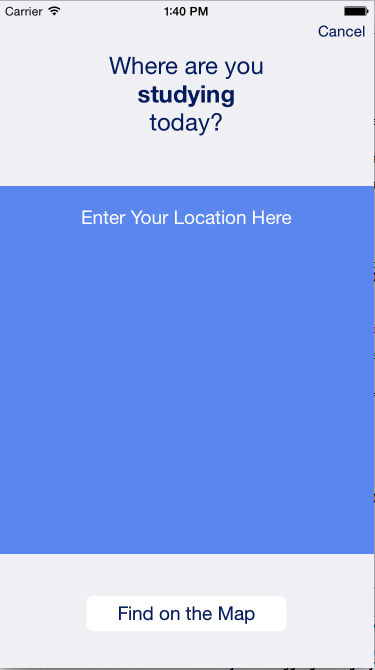 Carrier 1:40 PM
Cancel
Where are you
studying
today?
Enter Your Location Here
Find on the Map